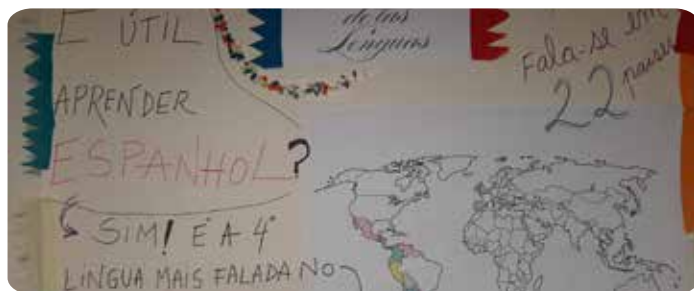 É ÚTIL
APRENDER
ESPANHOL?
SIM! É A 4ª
LÍNGUA MAIS FALADA NO
de las
Lenguas
Fala-se em
22 países